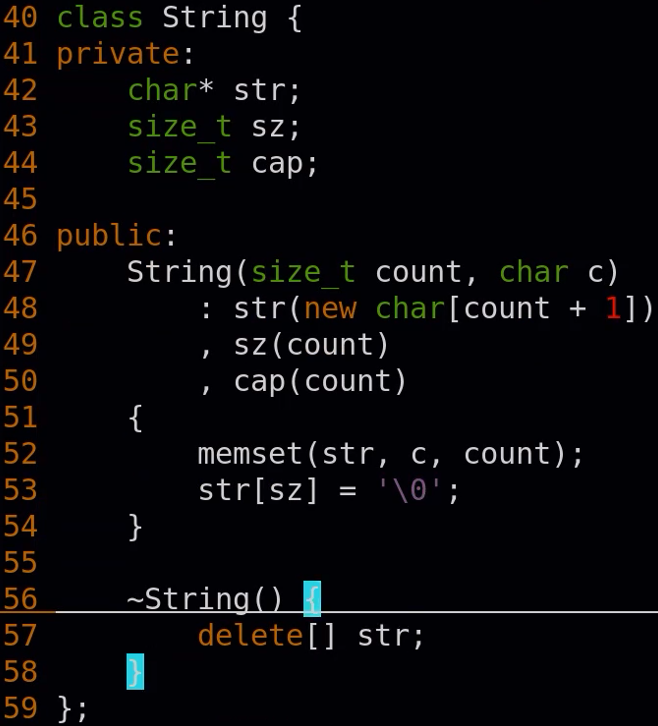 40 class String {
41 private:
42     char* str;
43     size_t sz;
44     size_t cap;
45
46 public:
47     String(size_t count, char c)
48         : str(new char[count + 1])
49         , sz(count)
50         , cap(count)
51     {
52         memset(str, c, count);
53         str[sz] = '\0';
54     }
55
56     ~String() {
57         delete[] str;
58     }
59 };